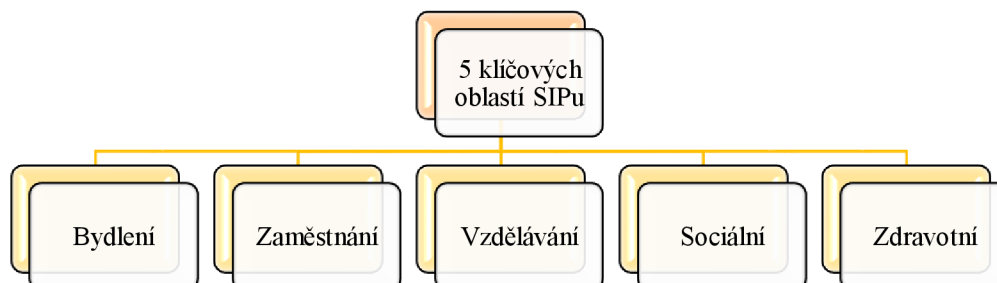 5 klíčových
oblastí SIPu
Bydlení
Zaměstnání
Vzdělávání
Sociální
Zdravotní